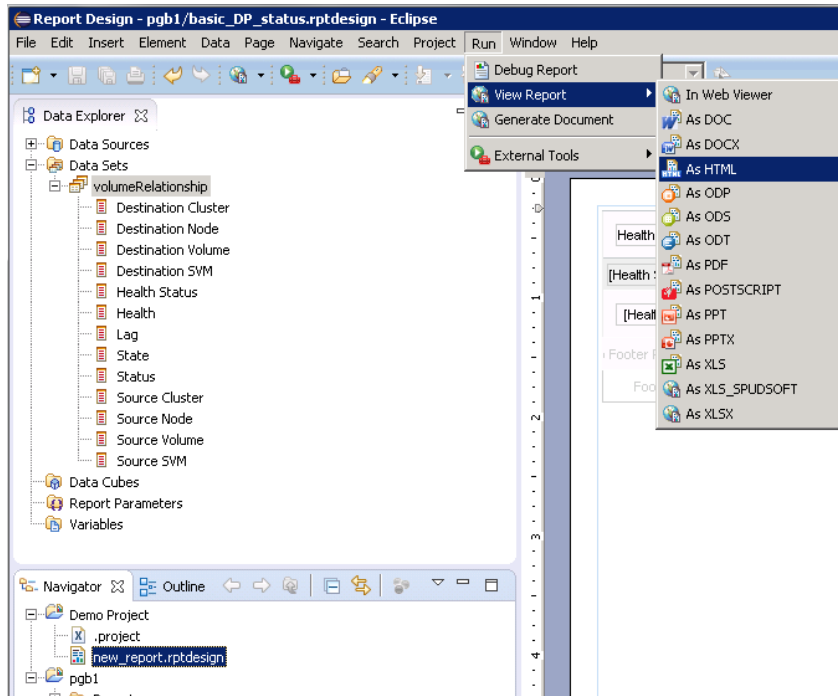 Report Design - pgb1/basic_DP_status.rptdesign - Eclipse
File Edit Insert Element Data Page Navigate Search Project Run Window Help
Debug Report
View Report
Generate Document
External Tools
In Web Viewer
As DOC
As DOCX
As HTML
As ODP
As ODS
As ODT
As PDF
As POSTSCRIPT
As PPT
As PPTX
As XLS
As XLS_SPUDSOFT
As XLSX
Data Explorer
Data Sources
Data Sets
volumeRelationship
Destination Cluster
Destination Node
Destination Volume
Destination SVM
Health Status
Health
Lag
State
Status
Source Cluster
Source Node
Source Volume
Source SVM
Data Cubes
Report Parameters
Variables
Health
[Health
[Healt
Footer
Foo
0
1
2
3
4
Navigator Outline
Demo Project
.project
new_report.rptdesign
pgb1